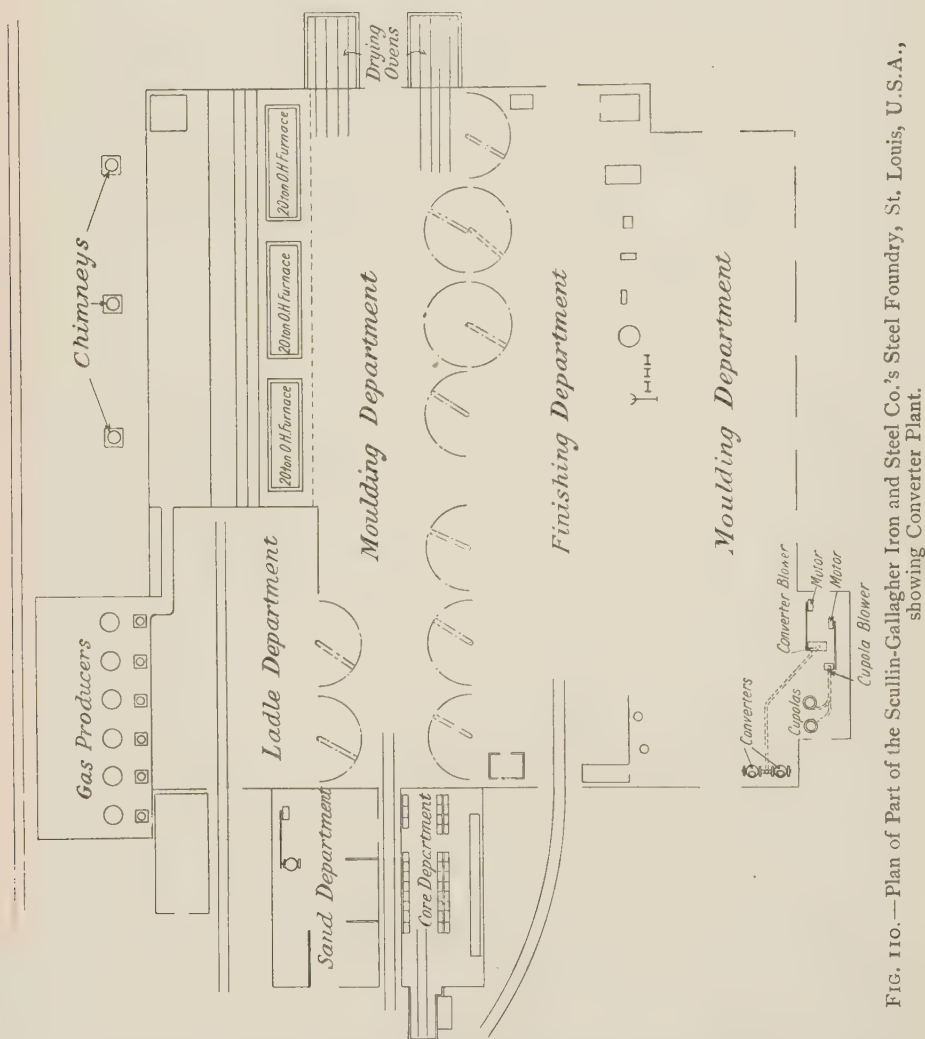 Chimneys
Gas Producers
20 ton O.H. Furnace
20 ton O.H. Furnace
20 ton O.H. Furnace
Drying
Ovens
Ladle Department
Moulding Department
Sand Department
Core Department
Finishing Department
Moulding Department
Converters
Cupolas
Converter Blower
Motor
Motor
Cupola Blower
FIG. 110.—Plan of Part of the Scullin-Gallagher Iron and Steel Co.'s Steel Foundry, St. Louis, U.S.A.,
showing Converter Plant.